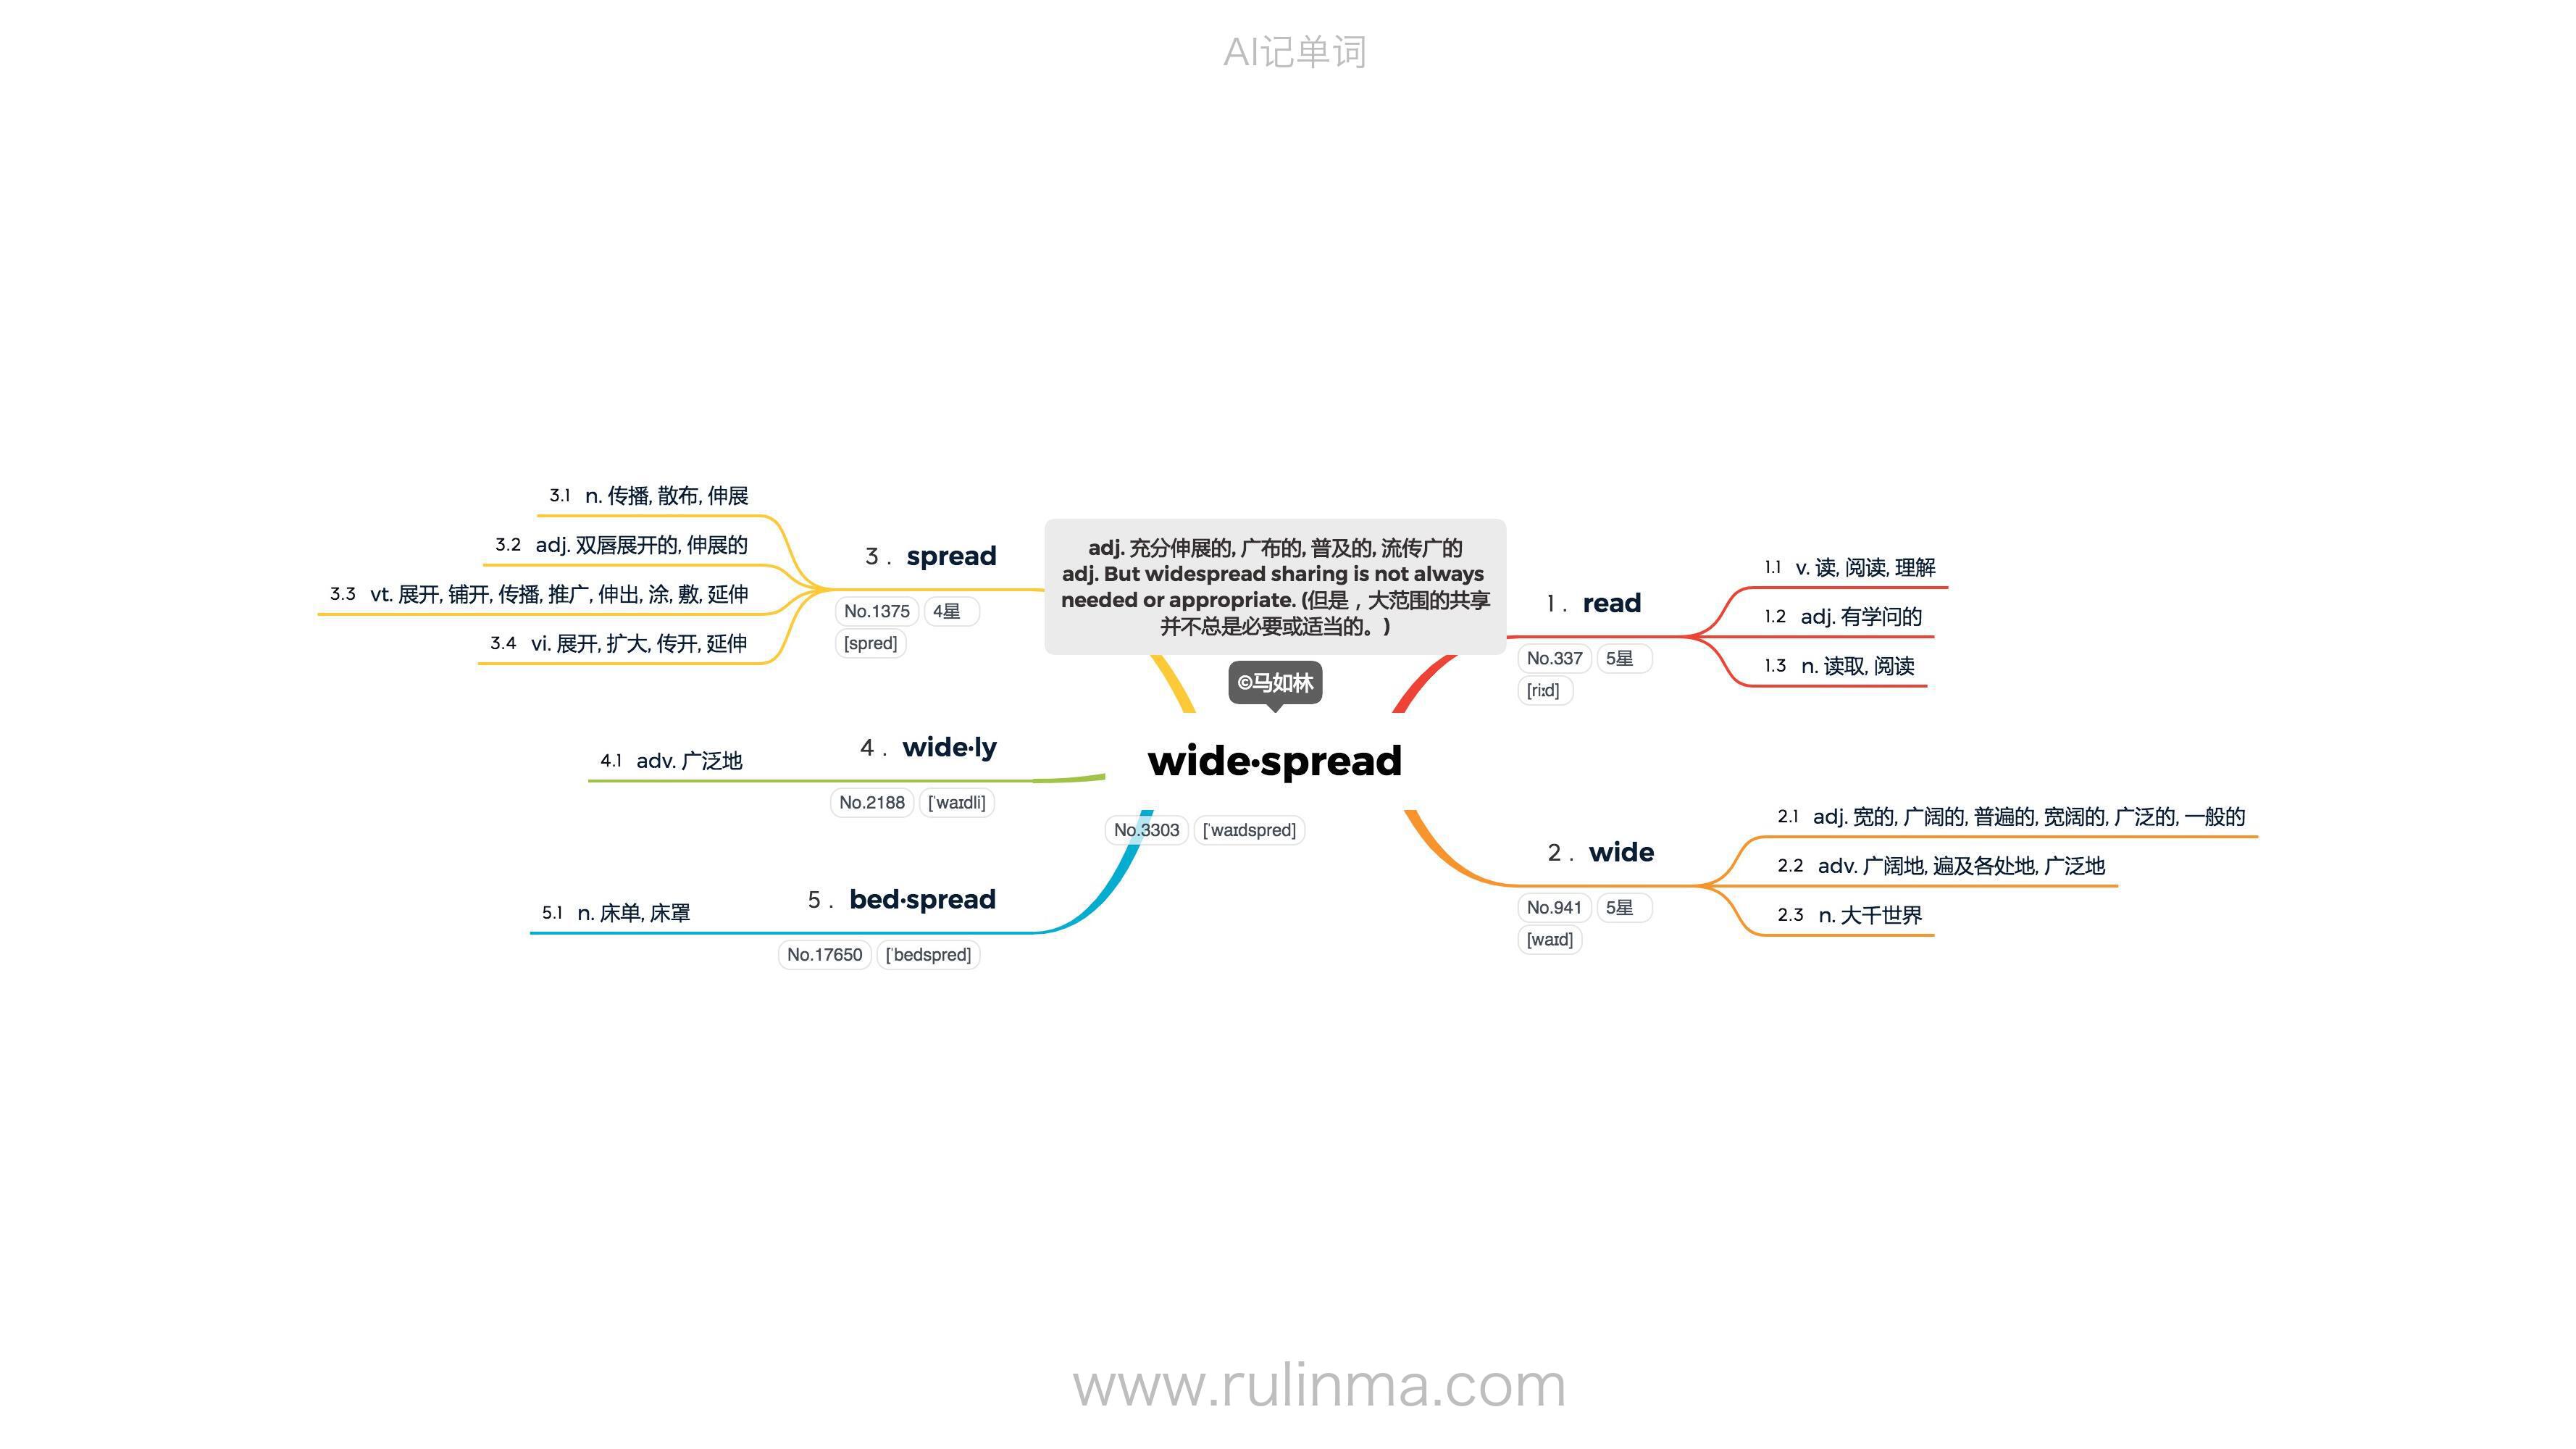 AI记单词
adj. 充分伸展的, 广布的, 普及的, 流传广的
adj. But widespread sharing is not always
needed or appropriate. (但是，大范围的共享
并不总是必要或适当的。)
©马如林
wide·spread
No.3303 [ˈwaɪdspred]
1 . read
No.337 5星
[riːd]
1.1 v. 读, 阅读, 理解
1.2 adj. 有学问的
1.3 n. 读取, 阅读
2 . wide
No.941 5星
[waɪd]
2.1 adj. 宽的, 广阔的, 普遍的, 宽阔的, 广泛的, 一般的
2.2 adv. 广阔地, 遍及各处地, 广泛地
2.3 n. 大千世界
3 . spread
No.1375 4星
[spred]
3.1 n. 传播, 散布, 伸展
3.2 adj. 双唇展开的, 伸展的
3.3 vt. 展开, 铺开, 传播, 推广, 伸出, 涂, 敷, 延伸
3.4 vi. 展开, 扩大, 传开, 延伸
4 . wide·ly
No.2188 [ˈwaɪdli]
4.1 adv. 广泛地
5 . bed·spread
No.17650 [ˈbedspred]
5.1 n. 床单, 床罩
www.rulinma.com